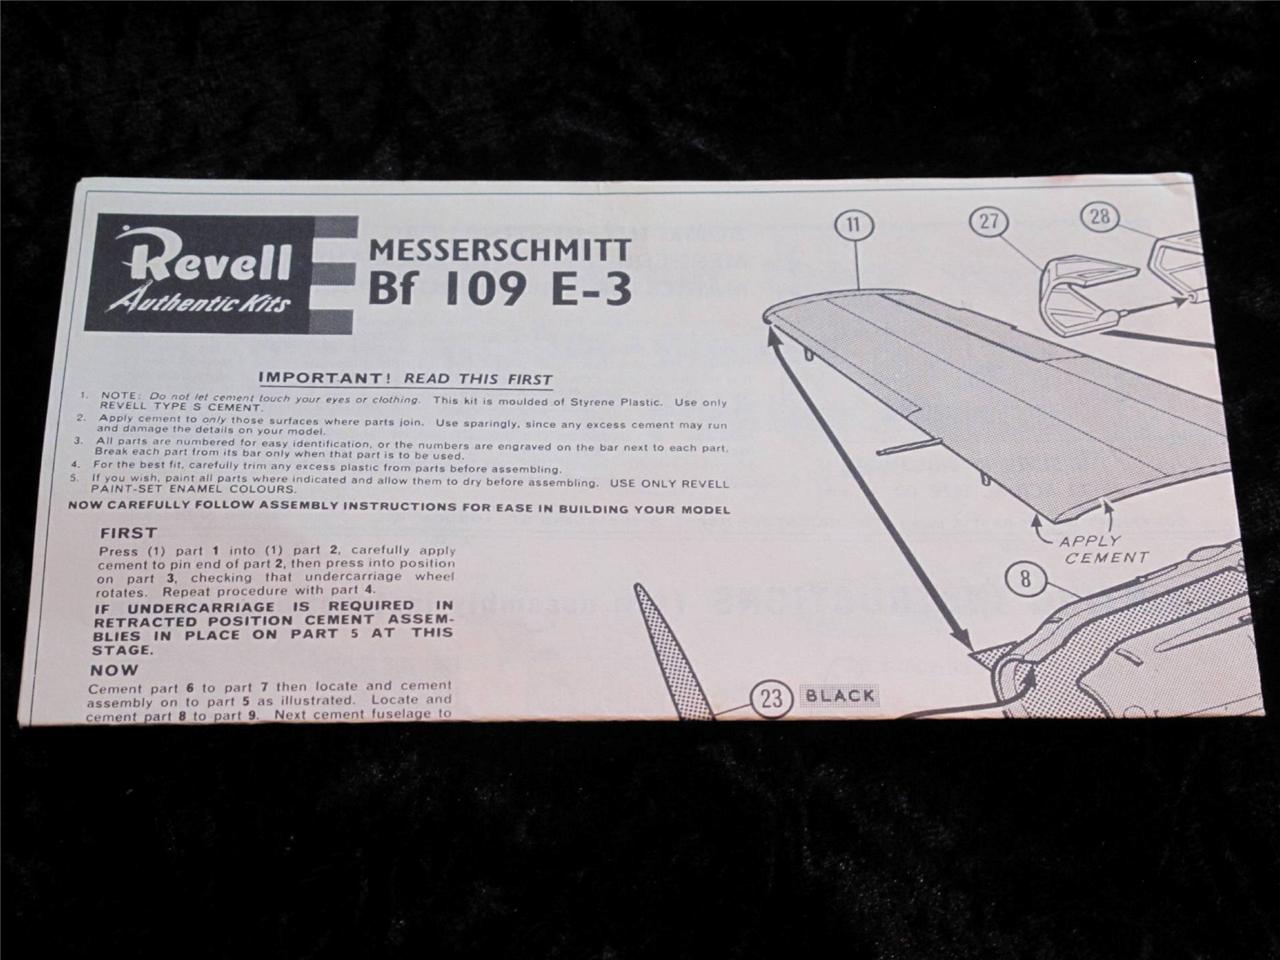 Revell
Authentic Kits
MESSERSCHMITT
Bf 109 E-3
IMPORTANT! READ THIS FIRST
1. NOTE: Do not let cement touch your eyes or clothing. This kit is moulded of Styrene Plastic. Use only
REVELL TYPE S CEMENT.
2. Apply cement to only those surfaces where parts join. Use sparingly, since any excess cement may run
and damage the details on your model.
3. All parts are numbered for easy identification, or the numbers are engraved on the bar next to each part.
Break each part from its bar only when that part is to be used.
4. For the best fit, carefully trim any excess plastic from parts before assembling.
5. If you wish, paint all parts where indicated and allow them to dry before assembling. USE ONLY REVELL
PAINT-SET ENAMEL COLOURS.
NOW CAREFULLY FOLLOW ASSEMBLY INSTRUCTIONS FOR EASE IN BUILDING YOUR MODEL
FIRST
Press (1) part 1 into (1) part 2, carefully apply
cement to pin end of part 2, then press into position
on part 3, checking that undercarriage wheel
rotates. Repeat procedure with part 4.
IF UNDERCARRIAGE IS REQUIRED IN
RETRACTED POSITION CEMENT ASSEM-
BLIES IN PLACE ON PART 5 AT THIS
STAGE.
NOW
Cement part 6 to part 7 then locate and cement
assembly on to part 5 as illustrated. Locate and
cement part 8 to part 9. Next cement fuselage to
11
27
28
APPLY
CEMENT
8
23 BLACK